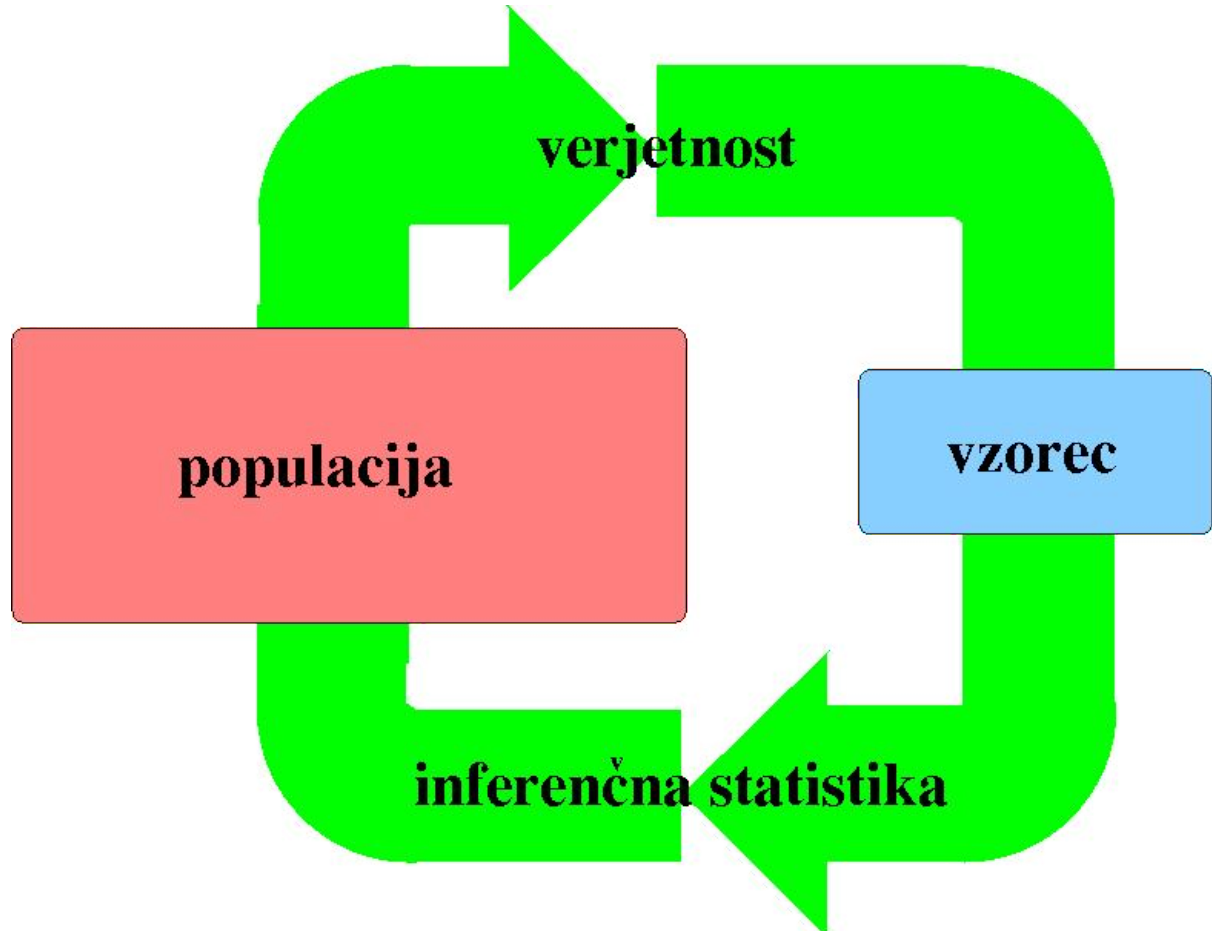 verjetnost
populacija
vzorec
inferenčna statistika